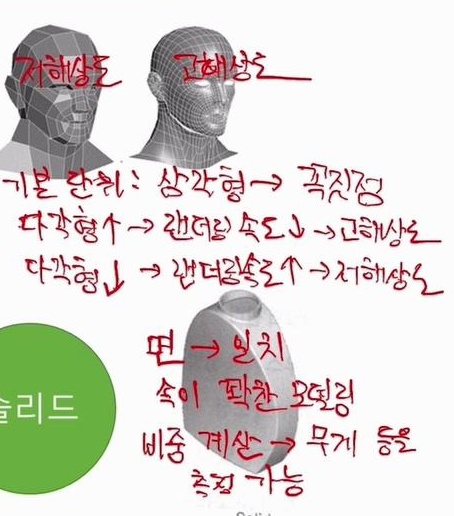 저해상도 고해상도
기본 단위: 삼각형 → 꼭짓점
다각형↑ → 랜더링 속도↓ → 고해상도
다각형↓ → 랜더링속도↑ → 저해상도
면 → 일치
솔리드
속이 꽉찬 모델링
비중 계산 → 무게 등을
측정 가능
Solid